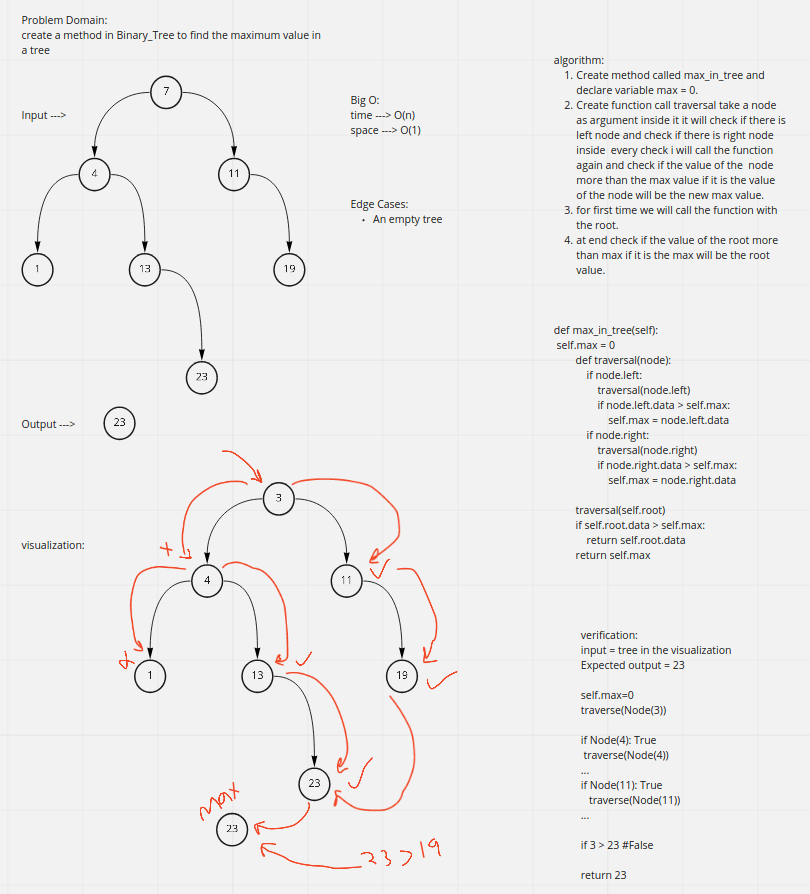 Problem Domain:
create a method in Binary_Tree to find the maximum value in
a tree
Input --->
7
4
11
1
13
19
23
Output --->
23
Big O:
time ---> O(n)
space ---> O(1)
Edge Cases:
• An empty tree
visualization:
3
4
11
1
13
19
23
max
23
23 > 19
algorithm:
1. Create method called max_in_tree and
declare variable max = 0.
2. Create function call traversal take a node
as argument inside it it will check if there is
left node and check if there is right node
inside every check i will call the function
again and check if the value of the node
more than the max value if it is the value
of the node will be the new max value.
3. for first time we will call the function with
the root.
4. at end check if the value of the root more
than max if it is the max will be the root
value.
def max_in_tree(self):
self.max = 0
def traversal(node):
if node.left:
traversal(node.left)
if node.left.data > self.max:
self.max = node.left.data
if node.right:
traversal(node.right)
if node.right.data > self.max:
self.max = node.right.data
traversal(self.root)
if self.root.data > self.max:
return self.root.data
return self.max
verification:
input = tree in the visualization
Expected output = 23
self.max=0
traverse(Node(3))
if Node(4): True
traverse(Node(4))
...
if Node(11): True
traverse(Node(11))
...
if 3 > 23 #False
return 23